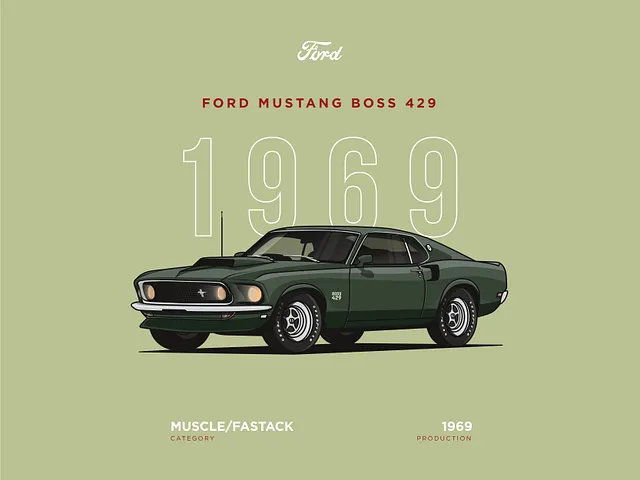 Ford
FORD MUSTANG BOSS 429
1969
BOSS
429
MUSCLE/FASTACK
CATEGORY
1969
PRODUCTION